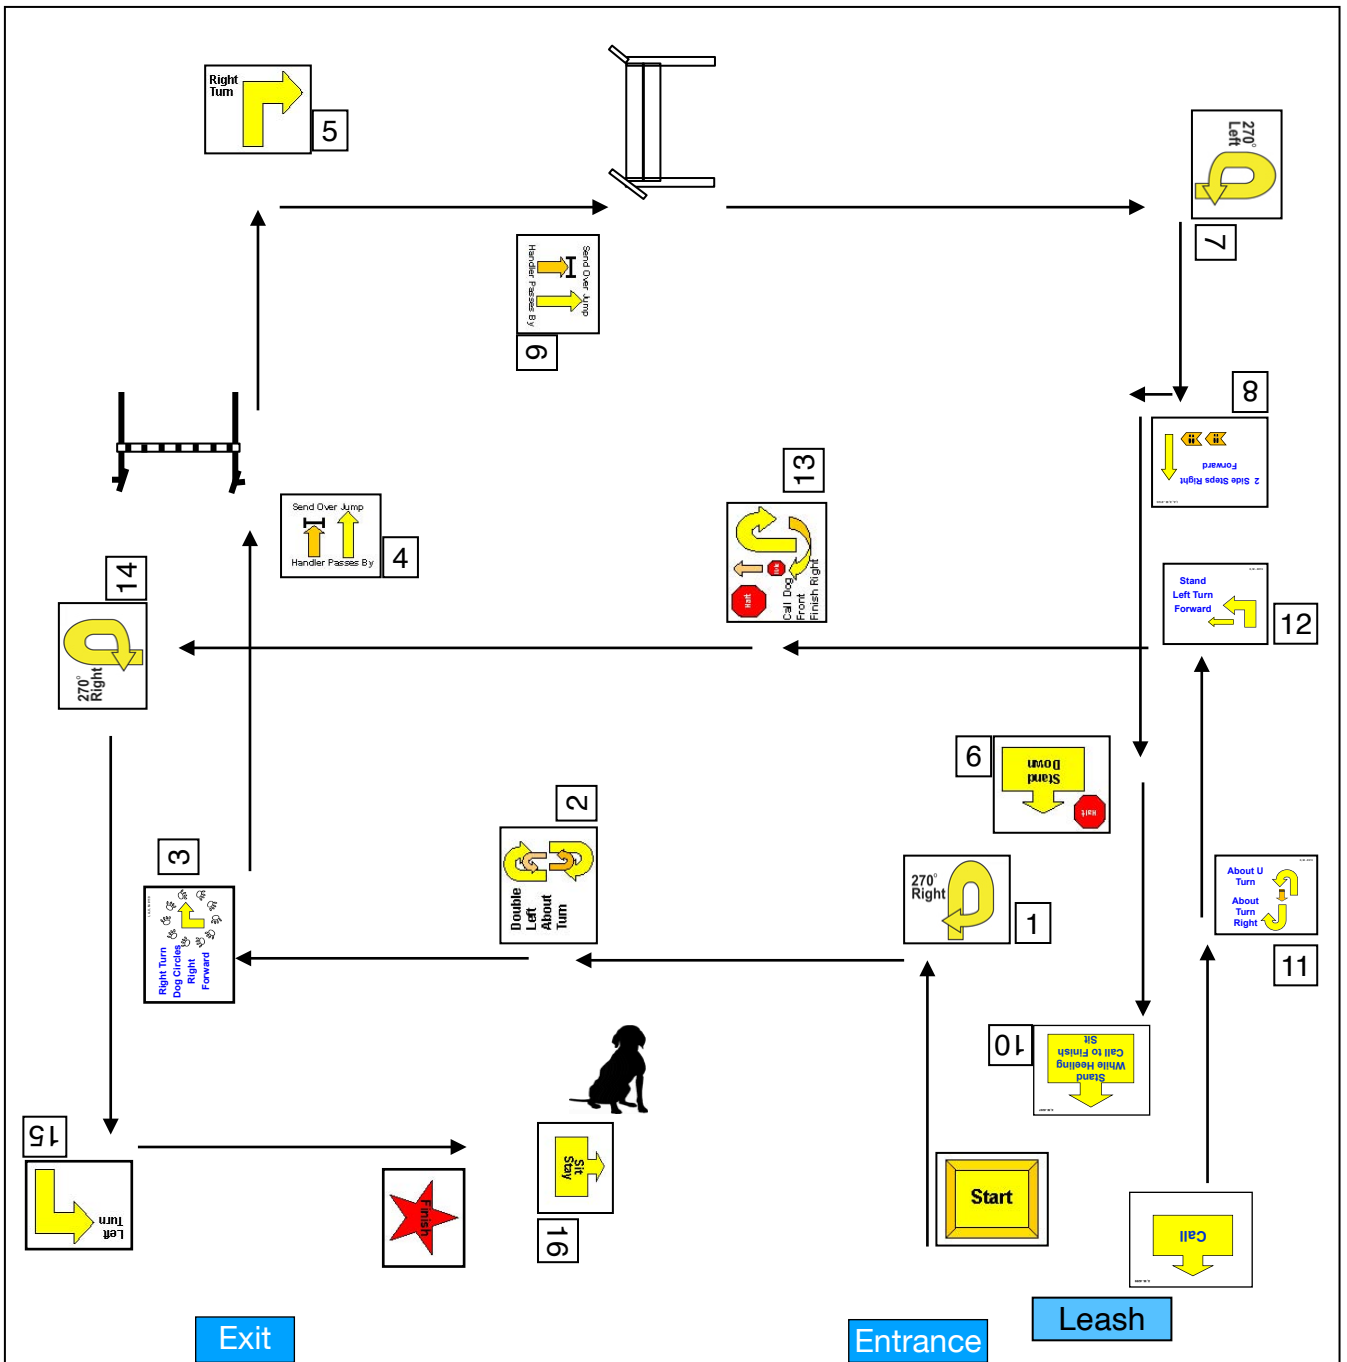 Right
Turn
5
270°
Left
7
Send Over Jump
Handler Passes By
6
8
2 Side Steps Right
Forward
13
Halt
Halt
Call Dog
Front
Finish Right
Send Over Jump
Handler Passes By
4
14
270°
Right
Stand
Left Turn
Forward
12
9
Stand
Down
Halt
2
Double
Left
About
Turn
3
Right Turn
Dog Circles
Right
Forward
270°
Right
1
About U
Turn
About
Turn
Right
11
10
Stand
While Heeling
Call to Finish
Sit
15
Left
Turn
Finish
Sit
Stay
16
Start
Call
Leash
Exit
Entrance